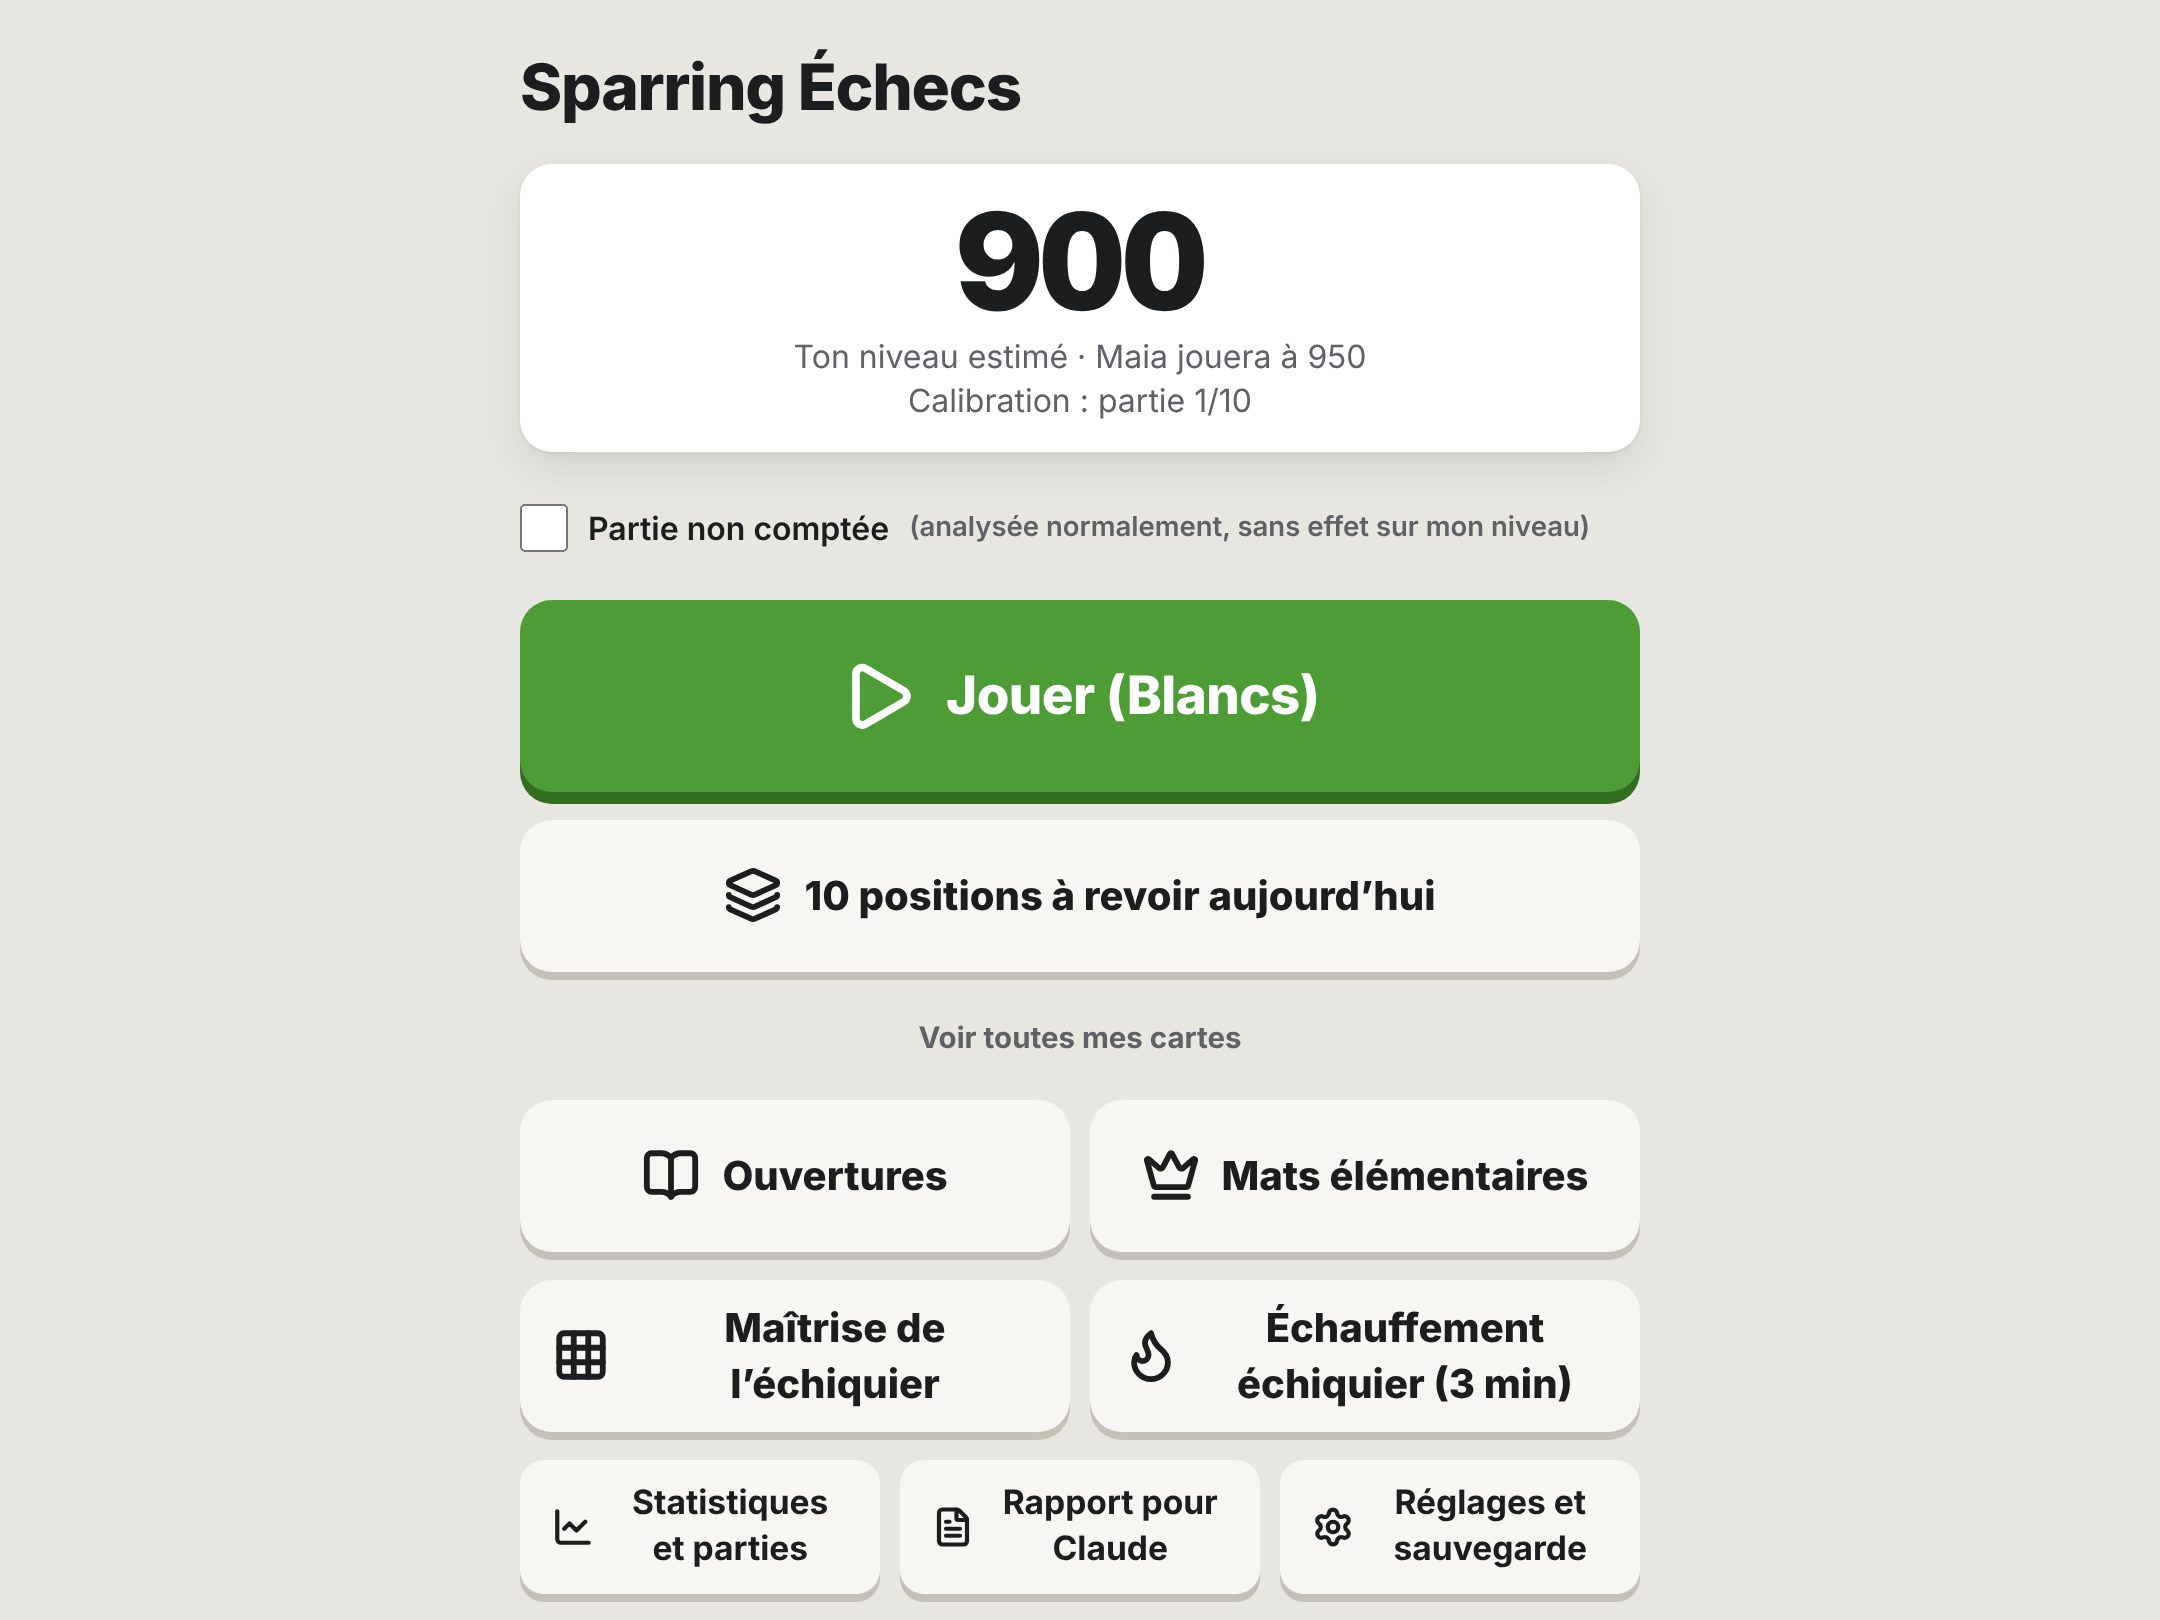 Sparring Échecs
900
Ton niveau estimé · Maia jouera à 950
Calibration : partie 1/10
Partie non comptée (analysée normalement, sans effet sur mon niveau)
Jouer (Blancs)
10 positions à revoir aujourd’hui
Voir toutes mes cartes
Ouvertures
Mats élémentaires
Maîtrise de
l’échiquier
Échauffement
échiquier (3 min)
Statistiques
et parties
Rapport pour
Claude
Réglages et
sauvegarde